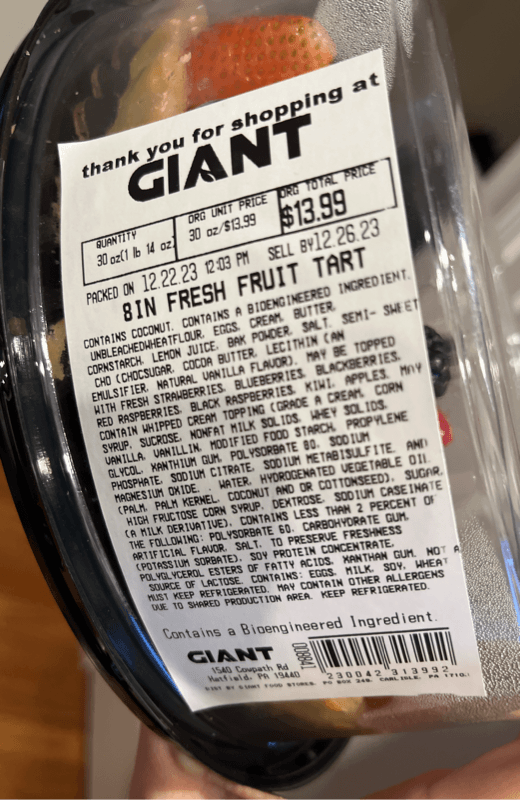 thank you for shopping at
GIANT
QUANTITY
30 oz(1 lb 14 oz)
ORG UNIT PRICE
30 oz/$13.99
ORG TOTAL PRICE
$13.99
PACKED ON 12.22.23 12:03 PM SELL BY12.26.23
8IN FRESH FRUIT TART
CONTAINS COCONUT. CONTAINS A BIOENGINEERED INGREDIENT.
UNBLEACHEDWHEATFLOUR, EGGS, CREAM, BUTTER,
CORNSTARCH, LEMON JUICE, BAK POWDER, SALT. SEMI- SWEET
CHO (CHOCSUGAR, COCOA BUTTER, LECITHIN (AN
EMULSIFIER, NATURAL VANILLA FLAVOR). MAY BE TOPPED
WITH FRESH STRAWBERRIES, BLUEBERRIES, BLACKBERRIES,
RED RASPBERRIES, BLACK RASPBERRIES, KIWI, APPLES. MAY
CONTAIN WHIPPED CREAM TOPPING (GRADE A CREAM, CORN
SYRUP, SUCROSE, NONFAT MILK SOLIDS, WHEY SOLIDS,
VANILLA, VANILLIN, MODIFIED FOOD STARCH, PROPYLENE
GLYCOL, XANTHIUM GUM, POLYSORBATE 80, SODIUM
PHOSPHATE, SODIUM CITRATE, SODIUM METABISULFITE, AND
MAGNESIUM OXIDE, . WATER, HYDROGENATED VEGETABLE OIL
(PALM, PALM KERNEL, COCONUT AND OR COTTONSEED), SUGAR,
HIGH FRUCTOSE CORN SYRUP, DEXTROSE, SODIUM CASEINATE
(A MILK DERIVATIVE), CONTAINS LESS THAN 2 PERCENT OF
THE FOLLOWING: POLYSORBATE 60, CARBOHYDRATE GUM,
ARTIFICIAL FLAVOR, SALT, TO PRESERVE FRESHNESS
(POTASSIUM SORBATE), SOY PROTEIN CONCENTRATE,
POLYGLYCEROL ESTERS OF FATTY ACIDS, XANTHAN GUM. NOT A
SOURCE OF LACTOSE. CONTAINS: EGGS, MILK, SOY, WHEAT
MUST KEEP REFRIGERATED. MAY CONTAIN OTHER ALLERGENS
DUE TO SHARED PRODUCTION AREA. KEEP REFRIGERATED.
Contains a Bioengineered Ingredient.
GIANT
1540 Cowpath Rd
Hatfield, PA 19440
230042 313992
DIST BY GIANT FOOD STORES, PO BOX 249, CARLISLE, PA